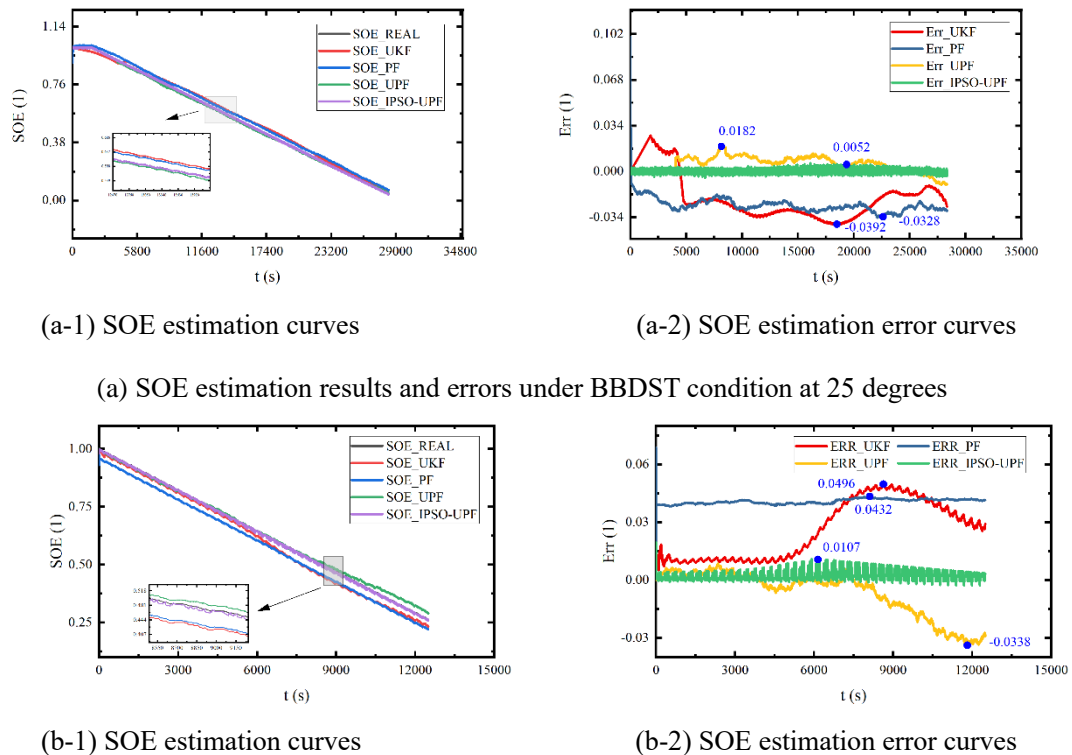 1.14
0.76
0.38
0.00
SOE (1)
SOE_REAL
SOE_UKF
SOE_PF
SOE_UPF
SOE_IPSO-UPF
0 5800 11600 17400 23200 29000 34800
t (s)
0.102
0.068
0.034
0.000
-0.034
Err (1)
Err_UKF
Err_PF
Err_UPF
Err_IPSO-UPF
0.0182
0.0052
-0.0392
-0.0328
0 5000 10000 15000 20000 25000 30000 35000
t (s)
(a-1) SOE estimation curves
(a-2) SOE estimation error curves
(a) SOE estimation results and errors under BBDST condition at 25 degrees
1.00
0.75
0.50
0.25
SOE (1)
SOE_REAL
SOE_UKF
SOE_PF
SOE_UPF
SOE_IPSO-UPF
0 3000 6000 9000 12000 15000
t (s)
0.06
0.03
0.00
-0.03
Err (1)
ERR_UKF ERR_PF
ERR_UPF ERR_IPSO-UPF
0.0496
0.0432
0.0107
-0.0338
0 3000 6000 9000 12000 15000
t (s)
(b-1) SOE estimation curves
(b-2) SOE estimation error curves